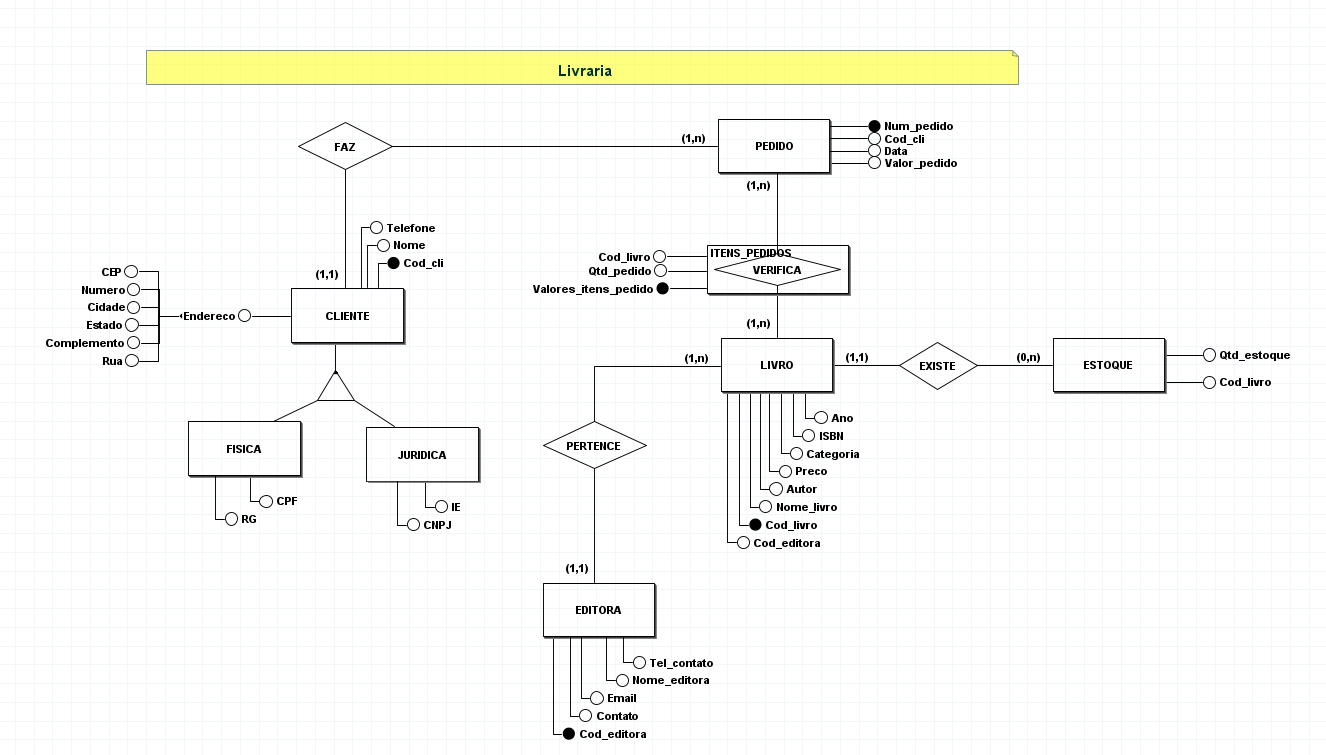 Livraria
FAZ
(1,n)
PEDIDO
Num_pedido
Cod_cli
Data
Valor_pedido
(1,n)
Telefone
Nome
Cod_cli
(1,1)
CLIENTE
CEP
Numero
Cidade
Estado
Complemento
Rua
Endereco
ITENS_PEDIDOS
VERIFICA
Cod_livro
Qtd_pedido
Valores_itens_pedido
(1,n)
(1,n)
LIVRO
(1,1)
EXISTE
(0,n)
ESTOQUE
Qtd_estoque
Cod_livro
Ano
ISBN
Categoria
Preco
Autor
Nome_livro
Cod_livro
Cod_editora
FISICA
CPF
RG
JURIDICA
IE
CNPJ
PERTENCE
(1,1)
EDITORA
Tel_contato
Nome_editora
Email
Contato
Cod_editora